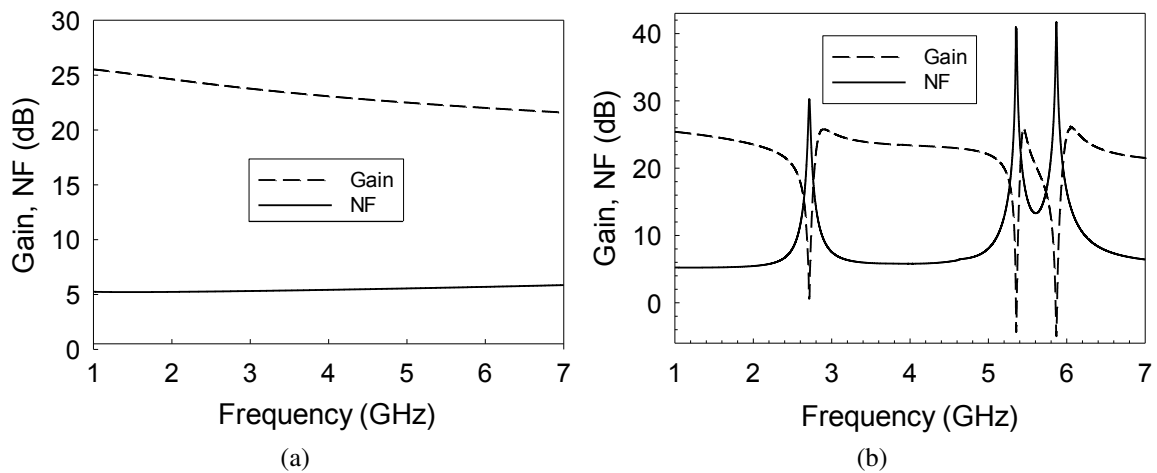 30
25
20
15
10
5
0
Gain, NF (dB)
Gain
NF
1 2 3 4 5 6 7
Frequency (GHz)
(a)
40
30
20
10
0
Gain, NF (dB)
Gain
NF
1 2 3 4 5 6 7
Frequency (GHz)
(b)